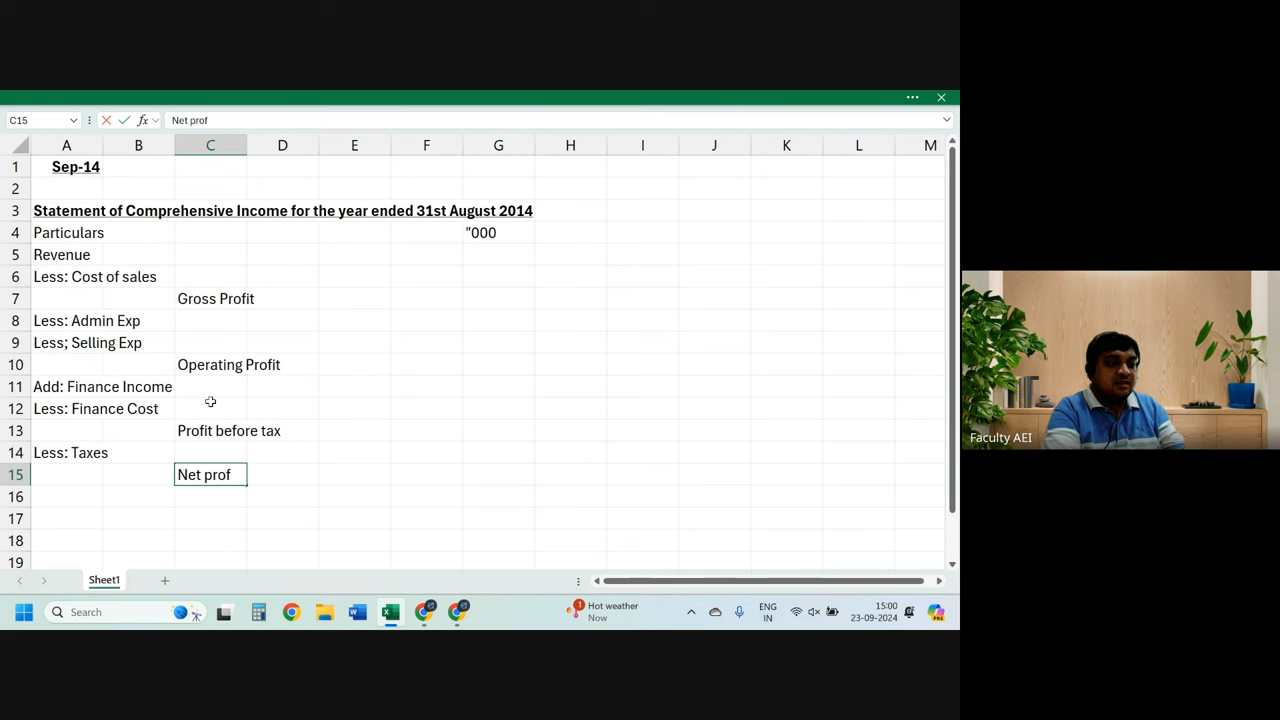 C15
fx
Net prof
A B C D E F G H I J K L M
1 Sep-14
2
3 Statement of Comprehensive Income for the year ended 31st August 2014
4 Particulars "000
5 Revenue
6 Less: Cost of sales
7 Gross Profit
8 Less: Admin Exp
9 Less; Selling Exp
10 Operating Profit
11 Add: Finance Income
12 Less: Finance Cost
13 Profit before tax
14 Less: Taxes
15 Net prof
16
17
18
19
Sheet1
Search
1
Hot weather
Now
ENG
IN
15:00
23-09-2024
PRE
Faculty AEI